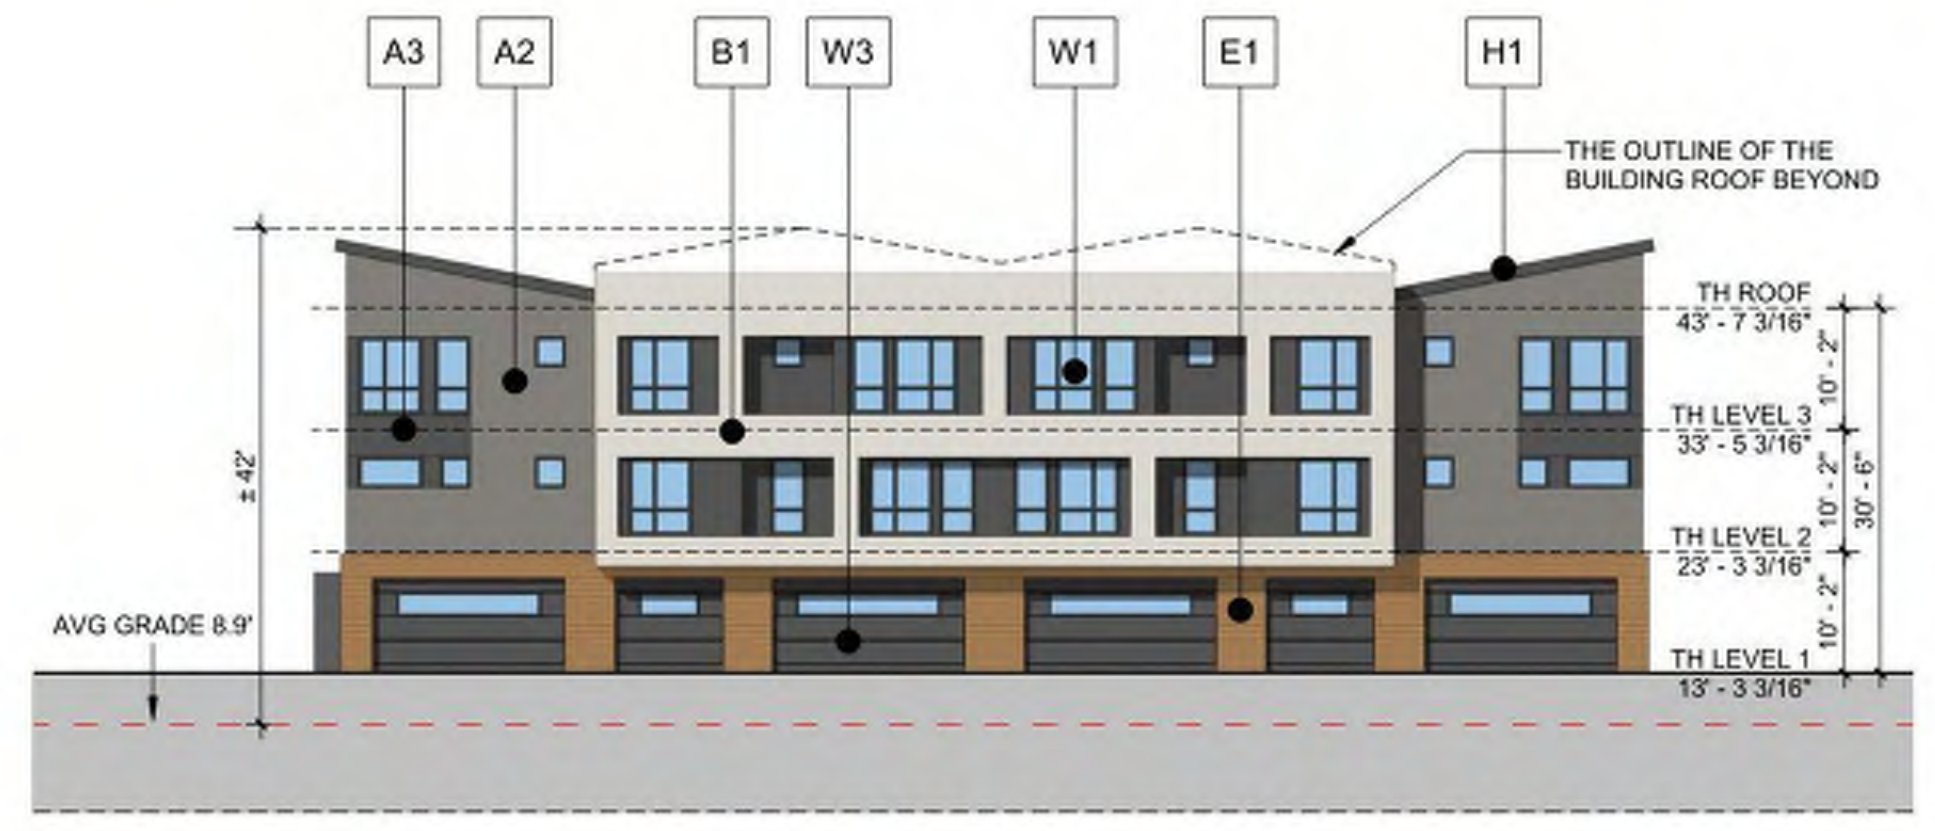 A3 A2 B1 W3 W1 E1 H1
THE OUTLINE OF THE
BUILDING ROOF BEYOND
TH ROOF
43' - 7 3/16"
10' - 2"
± 42'
TH LEVEL 3
33' - 5 3/16"
10' - 2"
30' - 6"
TH LEVEL 2
23' - 3 3/16"
10' - 2"
AVG GRADE 8.9'
TH LEVEL 1
13' - 3 3/16"